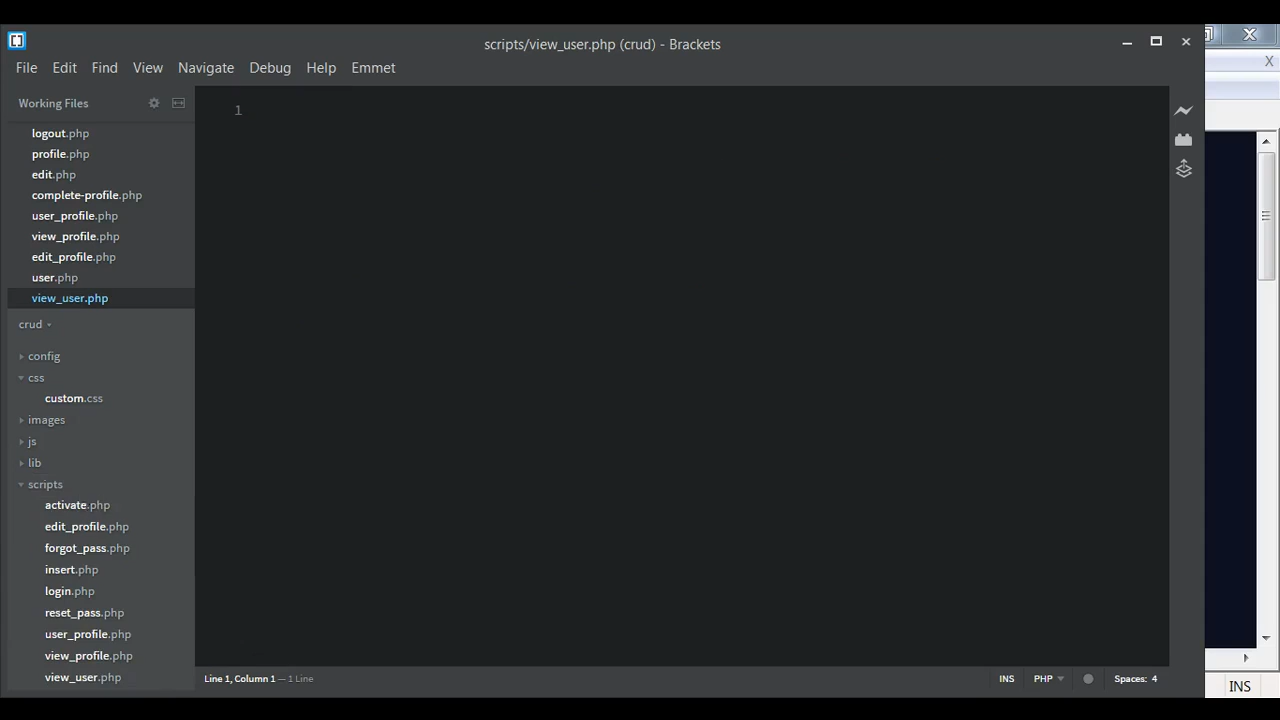 scripts/view_user.php (crud) - Brackets
File Edit Find View Navigate Debug Help Emmet
Working Files
1
logout.php
profile.php
edit.php
complete-profile.php
user_profile.php
view_profile.php
edit_profile.php
user.php
view_user.php
crud
config
css
custom.css
images
js
lib
scripts
activate.php
edit_profile.php
forgot_pass.php
insert.php
login.php
reset_pass.php
user_profile.php
view_profile.php
view_user.php
Line 1, Column 1 — 1 Line INS PHP Spaces: 4
INS